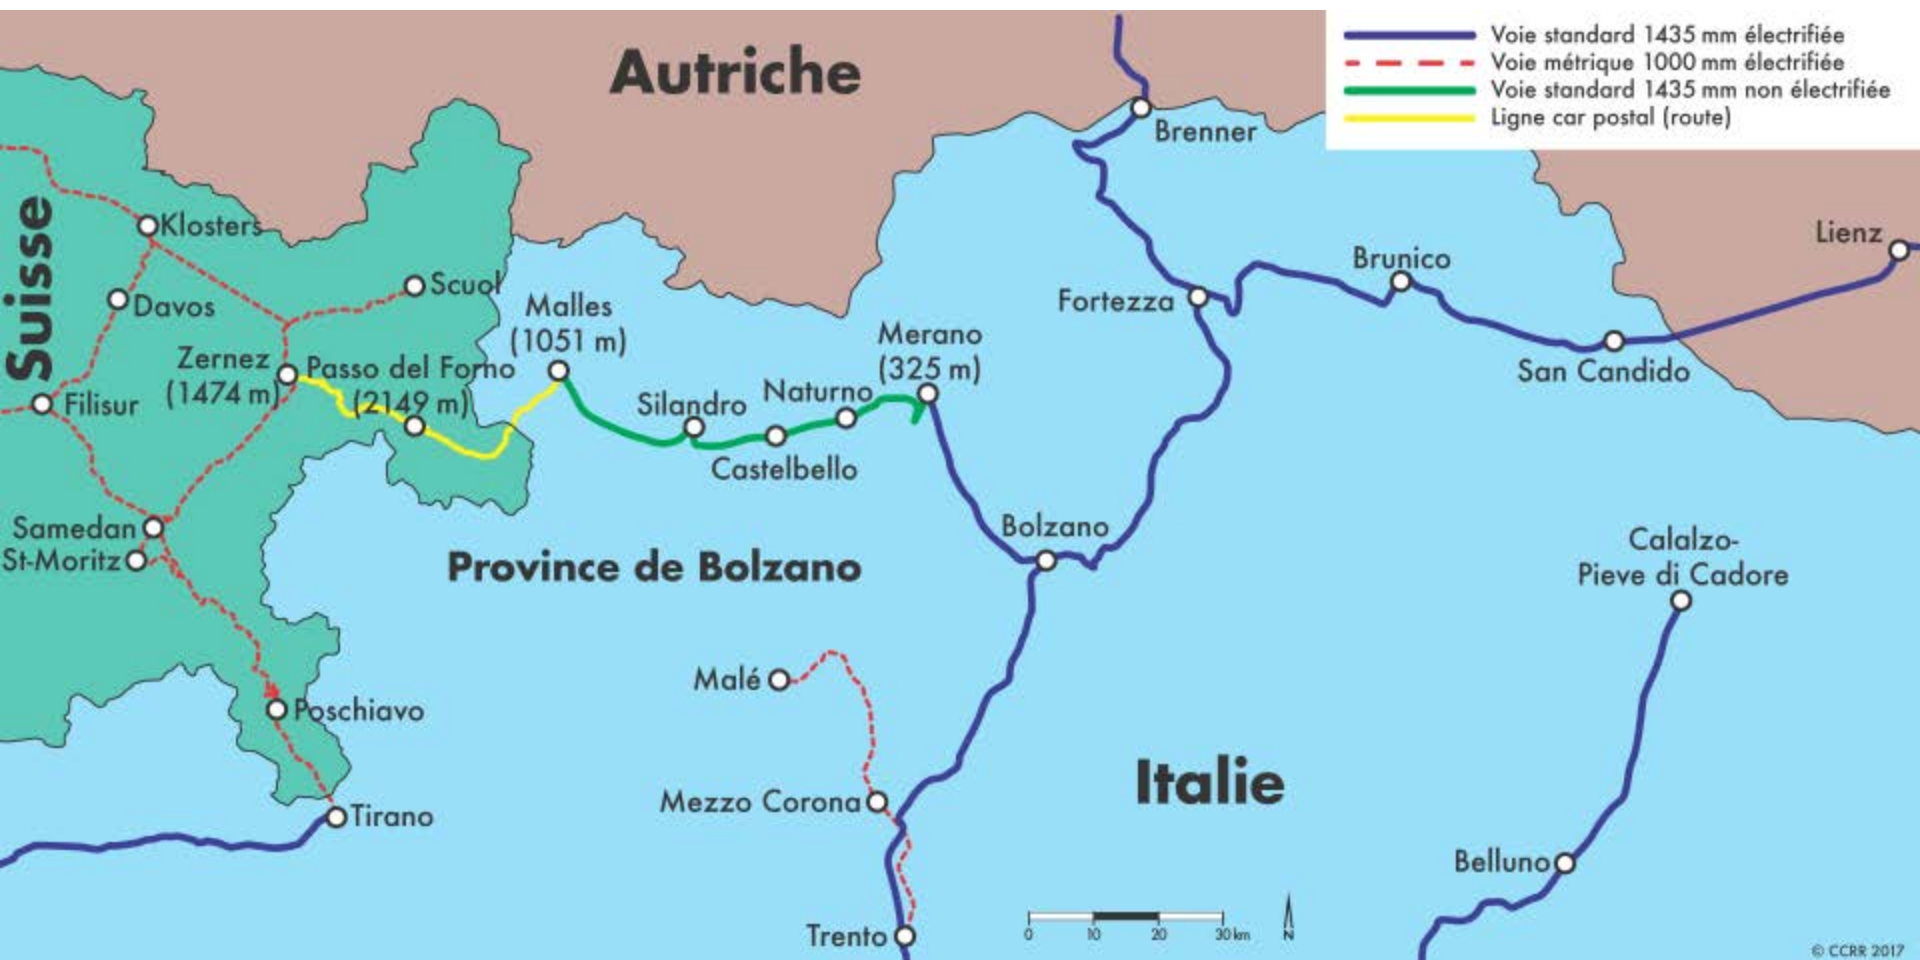 Voie standard 1435 mm électrifiée
Voie métrique 1000 mm électrifiée
Voie standard 1435 mm non électrifiée
Ligne car postal (route)
Autriche
Brenner
Suisse
Klosters
Lienz
Brunico
Scuol
Fortezza
Davos
Malles
(1051 m)
Merano
(325 m)
Zernez
(1474 m)
Passo del Forno
(2149 m)
San Candido
Naturno
Silandro
Filisur
Castelbello
Samedan
Bolzano
St-Moritz
Province de Bolzano
Calalzo-
Pieve di Cadore
Malé
Poschiavo
Italie
Mezzo Corona
Tirano
Belluno
Trento
0 10 20 30 km
N
© CCRR 2017